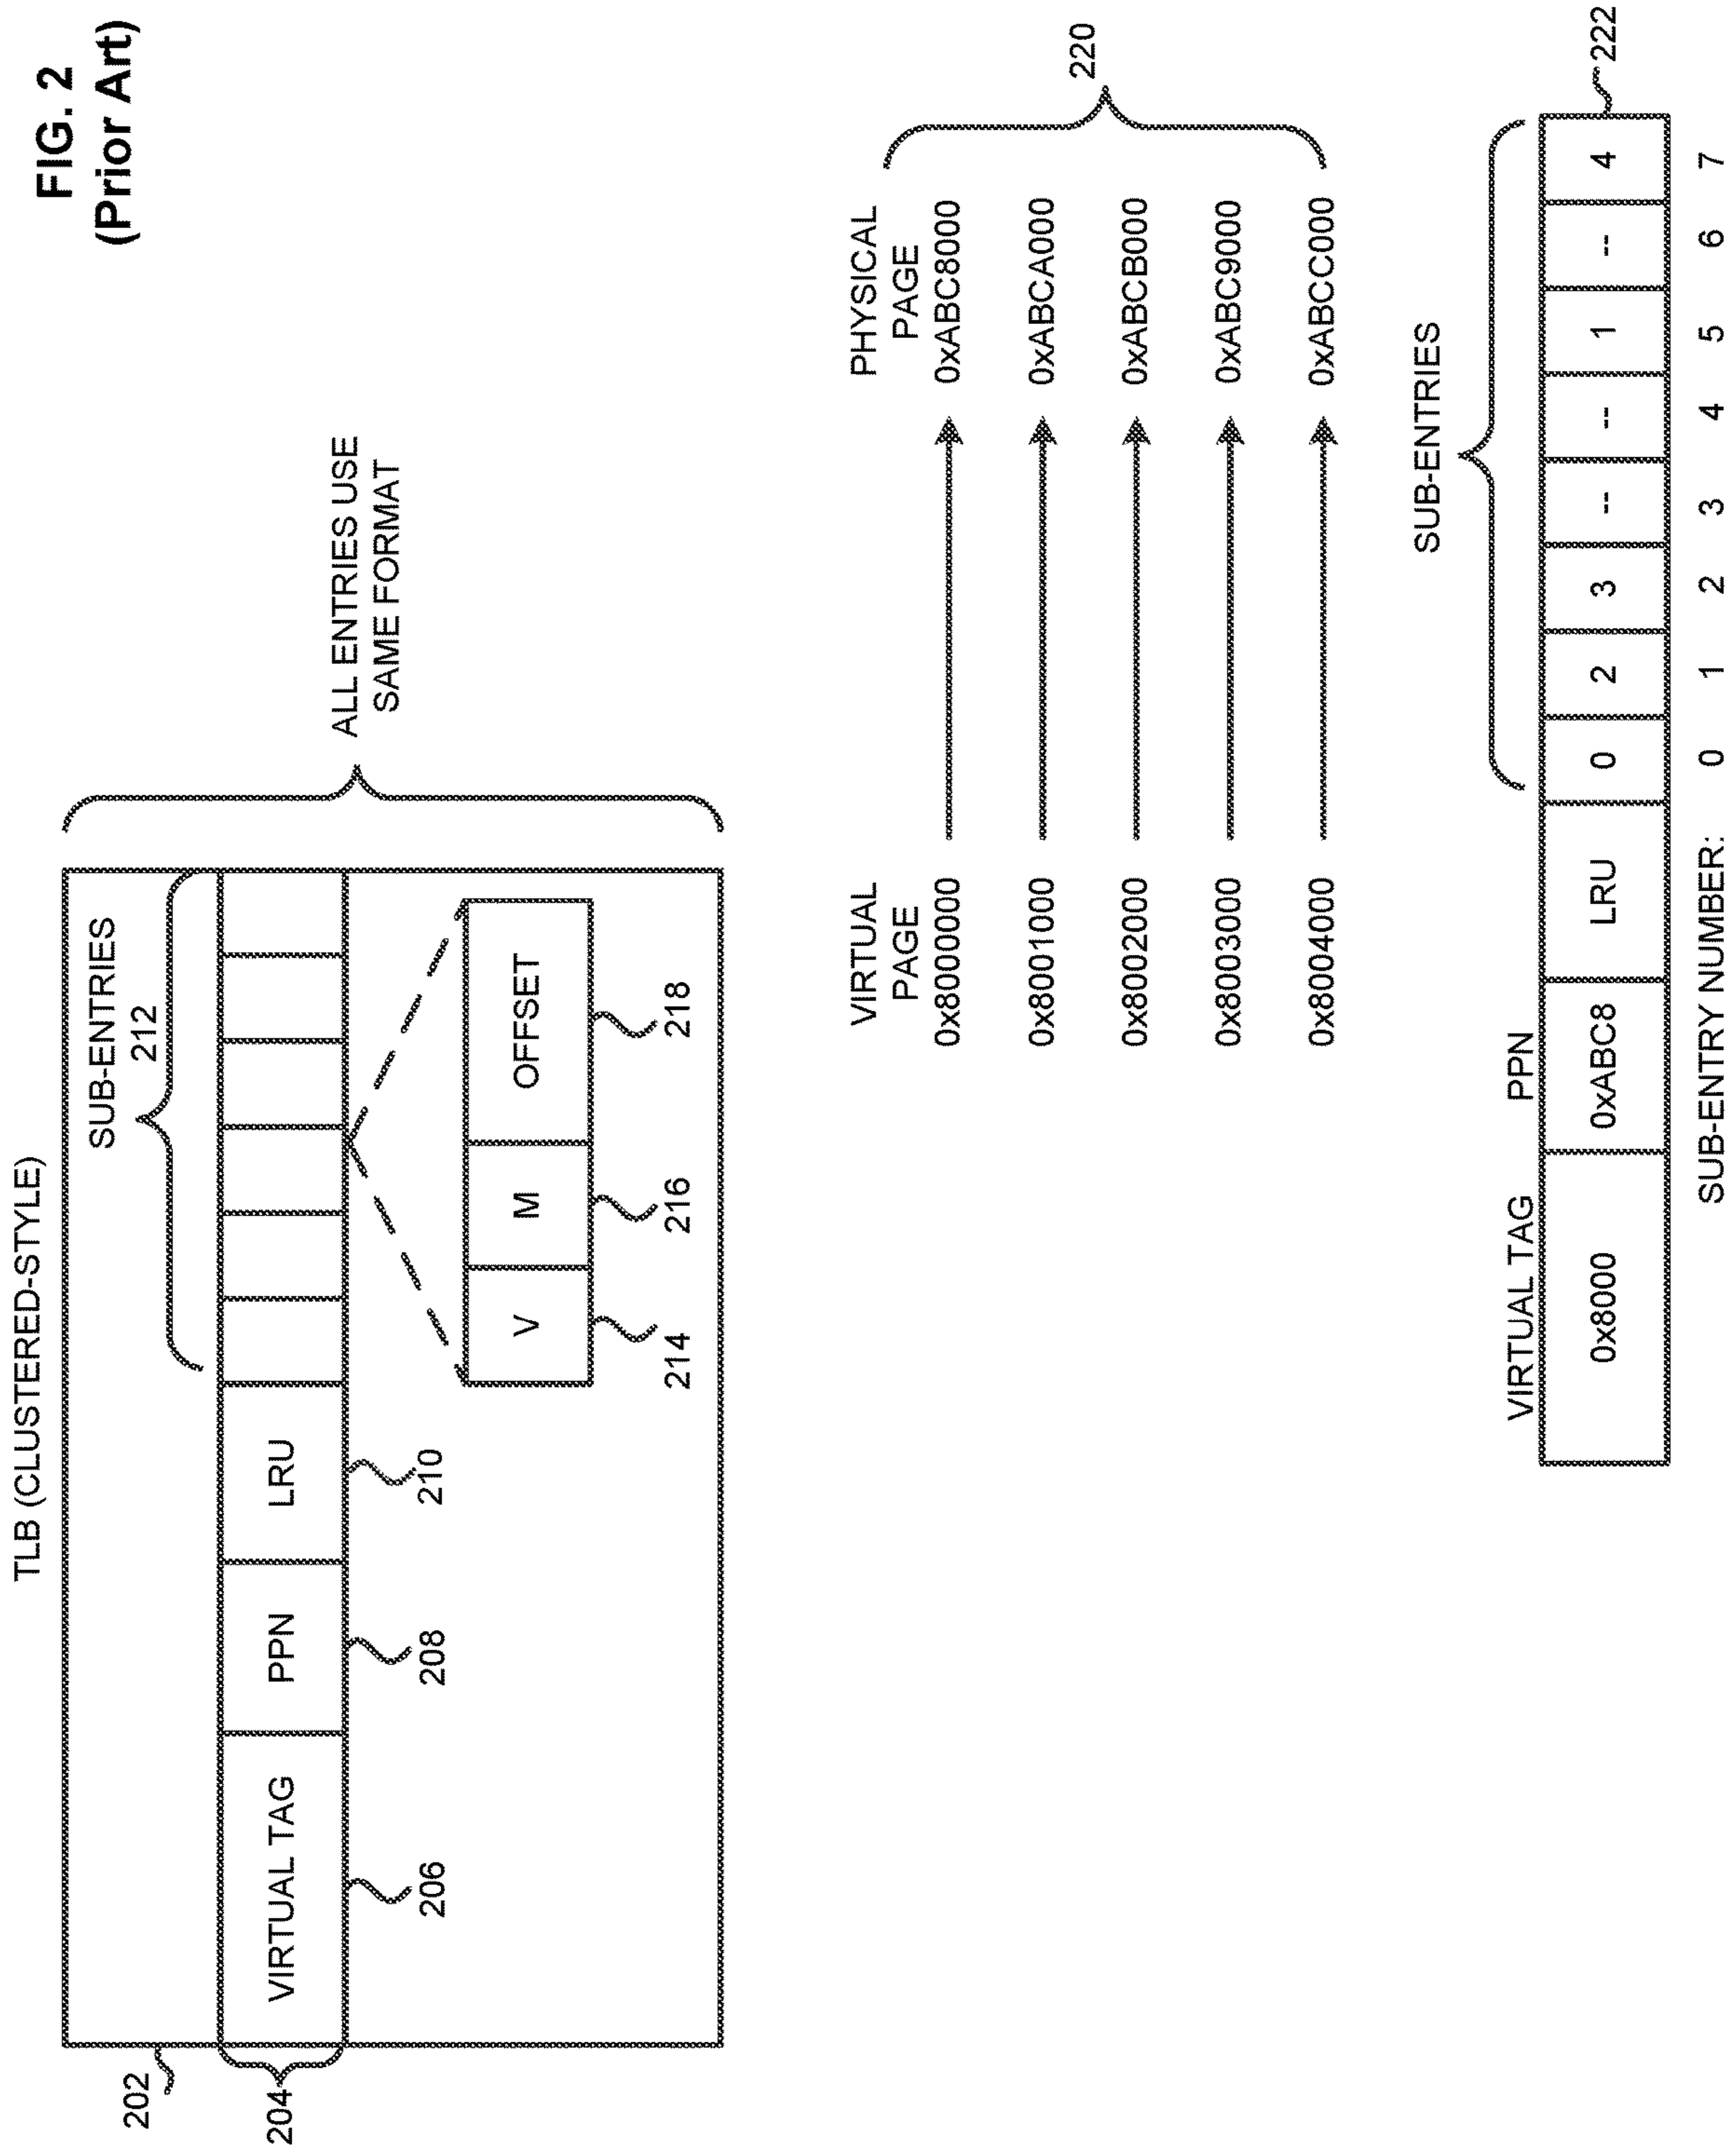 FIG. 2
(Prior Art)
TLB (CLUSTERED-STYLE)
202
204
SUB-ENTRIES
212
VIRTUAL TAG
PPN
LRU
206
208
210
V
M
OFFSET
214
216
218
ALL ENTRIES USE
SAME FORMAT
VIRTUAL
PAGE
PHYSICAL
PAGE
0x8000000
0xABC8000
0x8001000
0xABCA000
0x8002000
0xABCB000
0x8003000
0xABC9000
0x8004000
0xABCC000
220
SUB-ENTRIES
VIRTUAL TAG
PPN
0x8000
0xABC8
LRU
0
2
3
--
--
1
--
4
222
SUB-ENTRY NUMBER:
0
1
2
3
4
5
6
7